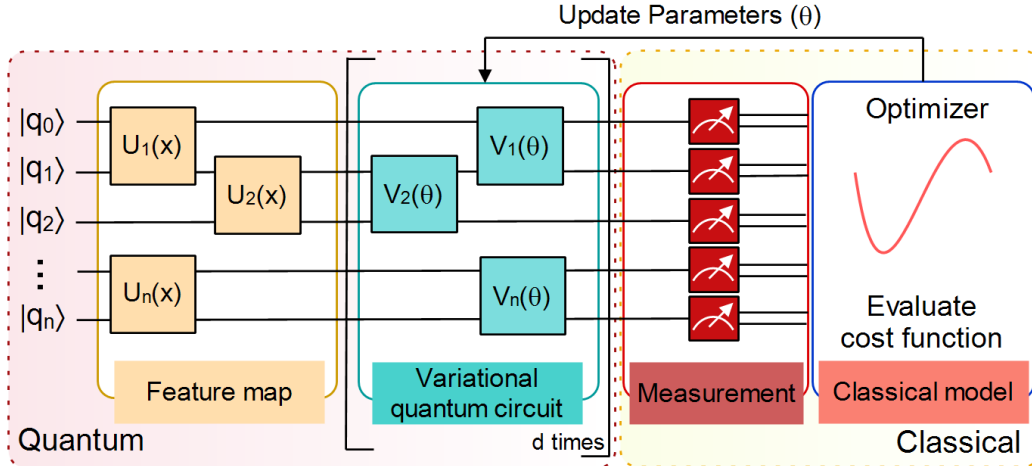 Update Parameters (θ)
|q₀⟩
|q₁⟩
|q₂⟩
⋮
|qₙ⟩
U₁(x)
U₂(x)
Uₙ(x)
Feature map
V₁(θ)
V₂(θ)
Vₙ(θ)
Variational
quantum circuit
d times
Measurement
Optimizer
Evaluate
cost function
Classical model
Quantum
Classical